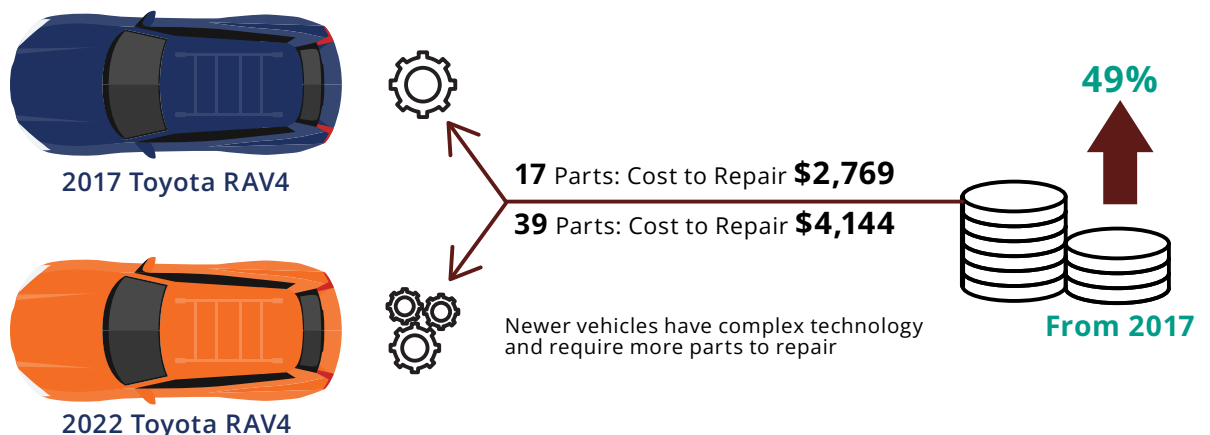 49%
17 Parts: Cost to Repair $2,769
2017 Toyota RAV4
39 Parts: Cost to Repair $4,144
Newer vehicles have complex technology
and require more parts to repair
From 2017
2022 Toyota RAV4